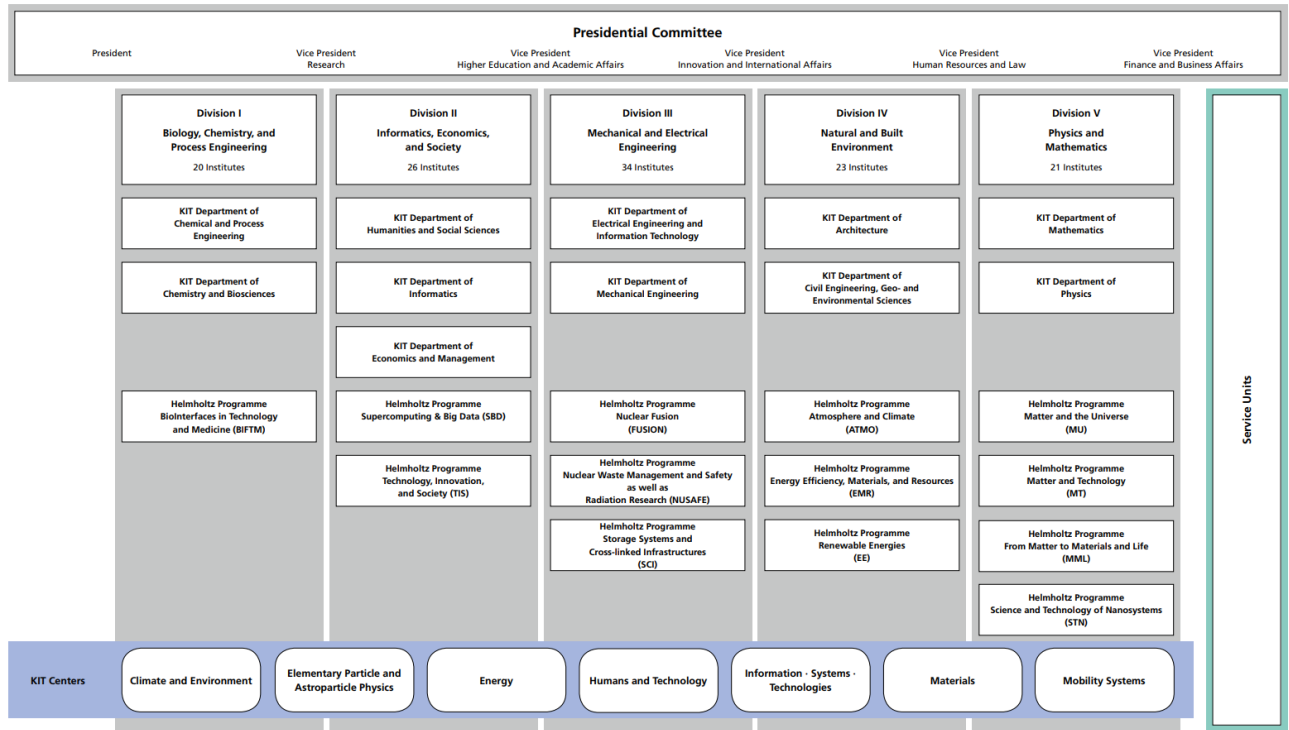 Presidential Committee
President
Vice President
Research
Vice President
Higher Education and Academic Affairs
Vice President
Innovation and International Affairs
Vice President
Human Resources and Law
Vice President
Finance and Business Affairs
Division I
Biology, Chemistry, and
Process Engineering
20 Institutes
KIT Department of
Chemical and Process
Engineering
KIT Department of
Chemistry and Biosciences
Helmholtz Programme
BioInterfaces in Technology
and Medicine (BIFTM)
Division II
Informatics, Economics,
and Society
26 Institutes
KIT Department of
Humanities and Social Sciences
KIT Department of
Informatics
KIT Department of
Economics and Management
Helmholtz Programme
Supercomputing & Big Data (SBD)
Helmholtz Programme
Technology, Innovation,
and Society (TIS)
Division III
Mechanical and Electrical
Engineering
34 Institutes
KIT Department of
Electrical Engineering and
Information Technology
KIT Department of
Mechanical Engineering
Helmholtz Programme
Nuclear Fusion
(FUSION)
Helmholtz Programme
Nuclear Waste Management and Safety
as well as
Radiation Research (NUSAFE)
Helmholtz Programme
Storage Systems and
Cross-linked Infrastructures
(SCI)
Division IV
Natural and Built
Environment
23 Institutes
KIT Department of
Architecture
KIT Department of
Civil Engineering, Geo- and
Environmental Sciences
Helmholtz Programme
Atmosphere and Climate
(ATMO)
Helmholtz Programme
Energy Efficiency, Materials, and Resources
(EMR)
Helmholtz Programme
Renewable Energies
(EE)
Division V
Physics and
Mathematics
21 Institutes
KIT Department of
Mathematics
KIT Department of
Physics
Helmholtz Programme
Matter and the Universe
(MU)
Helmholtz Programme
Matter and Technology
(MT)
Helmholtz Programme
From Matter to Materials and Life
(MML)
Helmholtz Programme
Science and Technology of Nanosystems
(STN)
Service Units
KIT Centers
Climate and Environment
Elementary Particle and
Astroparticle Physics
Energy
Humans and Technology
Information · Systems ·
Technologies
Materials
Mobility Systems